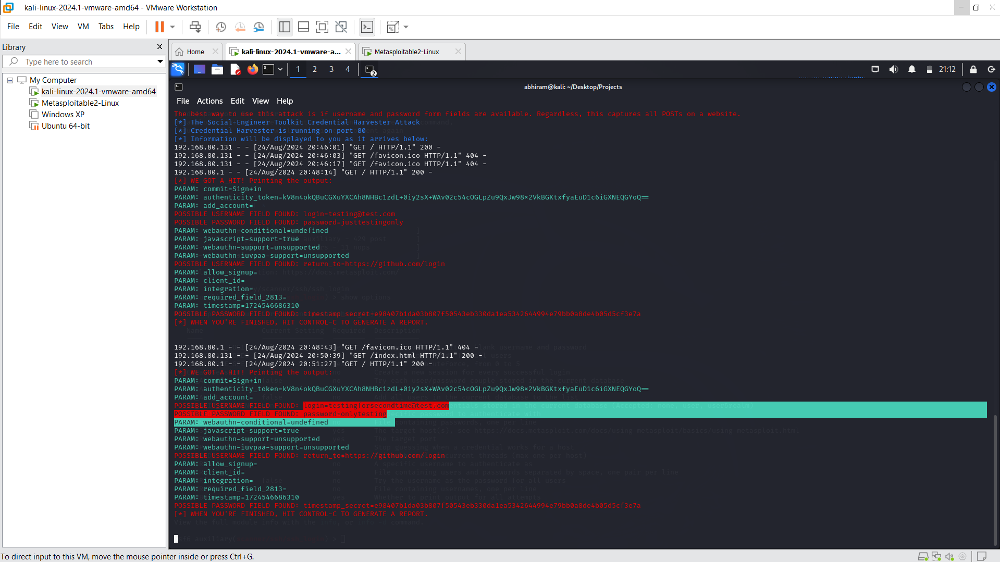 kali-linux-2024.1-vmware-amd64 - VMware Workstation
File Edit View VM Tabs Help
Library
Type here to search
My Computer
kali-linux-2024.1-vmware-amd64
Metasploitable2-Linux
Windows XP
Ubuntu 64-bit
Home kali-linux-2024.1-vmware-a... Metasploitable2-Linux
1 2 3 4 2 21:12
abhiram@kali: ~/Desktop/Projects
File Actions Edit View Help
The best way to use this attack is if username and password form fields are available. Regardless, this captures all POSTs on a website.
[*] The Social-Engineer Toolkit Credential Harvester Attack
[*] Credential Harvester is running on port 80
[*] Information will be displayed to you as it arrives below:
192.168.80.131 - - [24/Aug/2024 20:46:01] "GET / HTTP/1.1" 200 -
192.168.80.131 - - [24/Aug/2024 20:46:03] "GET /favicon.ico HTTP/1.1" 404 -
192.168.80.131 - - [24/Aug/2024 20:46:17] "GET /favicon.ico HTTP/1.1" 404 -
192.168.80.1 - - [24/Aug/2024 20:48:14] "GET / HTTP/1.1" 200 -
[*] WE GOT A HIT! Printing the output:
PARAM: commit=Sign+in
PARAM: authenticity_token=kV8n4okQBuCGXuYXCAh8NHBc1zdL+0iy2sX+WAv02c54cOGLpZu9QxJw98×2VkBGKtxfyaEuD1c6iGXNEQGYoQ==
PARAM: add_account=
POSSIBLE USERNAME FIELD FOUND: login=testing@test.com
POSSIBLE PASSWORD FIELD FOUND: password=justtestingonly
PARAM: webauthn-conditional=undefined
PARAM: javascript-support=true
PARAM: webauthn-support=unsupported
PARAM: webauthn-iuvpaa-support=unsupported
POSSIBLE USERNAME FIELD FOUND: return_to=https://github.com/login
PARAM: allow_signup=
PARAM: client_id=
PARAM: integration=
PARAM: required_field_2813=
PARAM: timestamp=1724546686310
POSSIBLE PASSWORD FIELD FOUND: timestamp_secret=e98407b1da03b807f50543eb330da1ea5342644994e79bb0a8de4b05d5cf3e7a
[*] WHEN YOU'RE FINISHED, HIT CONTROL-C TO GENERATE A REPORT.
192.168.80.1 - - [24/Aug/2024 20:48:43] "GET /favicon.ico HTTP/1.1" 404 -
192.168.80.131 - - [24/Aug/2024 20:50:39] "GET /index.html HTTP/1.1" 200 -
192.168.80.1 - - [24/Aug/2024 20:51:27] "GET / HTTP/1.1" 200 -
[*] WE GOT A HIT! Printing the output:
PARAM: commit=Sign+in
PARAM: authenticity_token=kV8n4okQBuCGXuYXCAh8NHBc1zdL+0iy2sX+WAv02c54cOGLpZu9QxJw98×2VkBGKtxfyaEuD1c6iGXNEQGYoQ==
PARAM: add_account=
POSSIBLE USERNAME FIELD FOUND: login=testingforsecondtime@test.com
POSSIBLE PASSWORD FIELD FOUND: password=onlytesting
PARAM: webauthn-conditional=undefined
PARAM: javascript-support=true
PARAM: webauthn-support=unsupported
PARAM: webauthn-iuvpaa-support=unsupported
POSSIBLE USERNAME FIELD FOUND: return_to=https://github.com/login
PARAM: allow_signup=
PARAM: client_id=
PARAM: integration=
PARAM: required_field_2813=
PARAM: timestamp=1724546686310
POSSIBLE PASSWORD FIELD FOUND: timestamp_secret=e98407b1da03b807f50543eb330da1ea5342644994e79bb0a8de4b05d5cf3e7a
[*] WHEN YOU'RE FINISHED, HIT CONTROL-C TO GENERATE A REPORT.
To direct input to this VM, move the mouse pointer inside or press Ctrl+G.